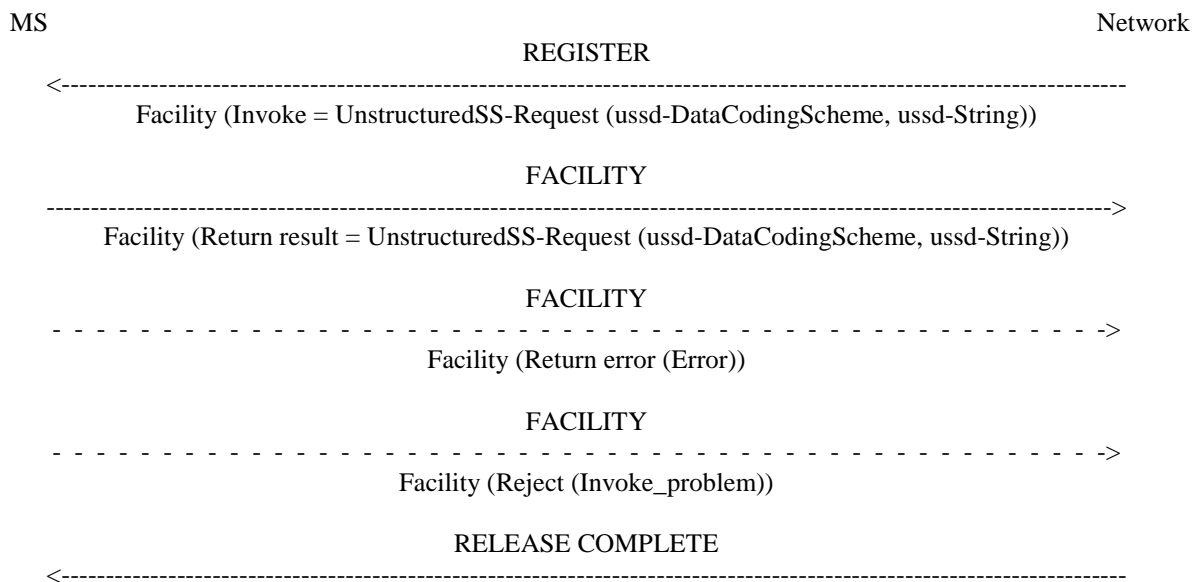 MS Network
REGISTER
<------------------------------------------------------------------------------------------------------------------------
Facility (Invoke = UnstructuredSS-Request (ussd-DataCodingScheme, ussd-String))
FACILITY
------------------------------------------------------------------------------------------------------------------------>
Facility (Return result = UnstructuredSS-Request (ussd-DataCodingScheme, ussd-String))
FACILITY
- - - - - - - - - - - - - - - - - - - - - - - - - - - - - - - - - - - - - - - - - - - - - - - ->
Facility (Return error (Error))
FACILITY
- - - - - - - - - - - - - - - - - - - - - - - - - - - - - - - - - - - - - - - - - - - - - - - ->
Facility (Reject (Invoke_problem))
RELEASE COMPLETE
<------------------------------------------------------------------------------------------------------------------------